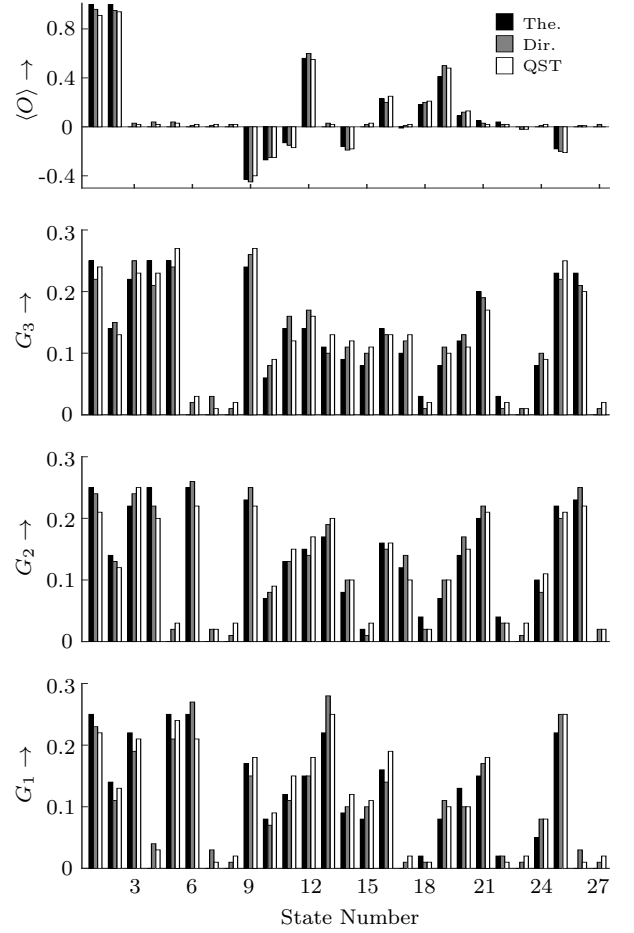 0.8
0.4
0
-0.4
⟨O⟩ →
The.
Dir.
QST
0.3
0.2
0.1
0
G₃ →
0.3
0.2
0.1
0
G₂ →
0.3
0.2
0.1
0
G₁ →
3 6 9 12 15 18 21 24 27
State Number